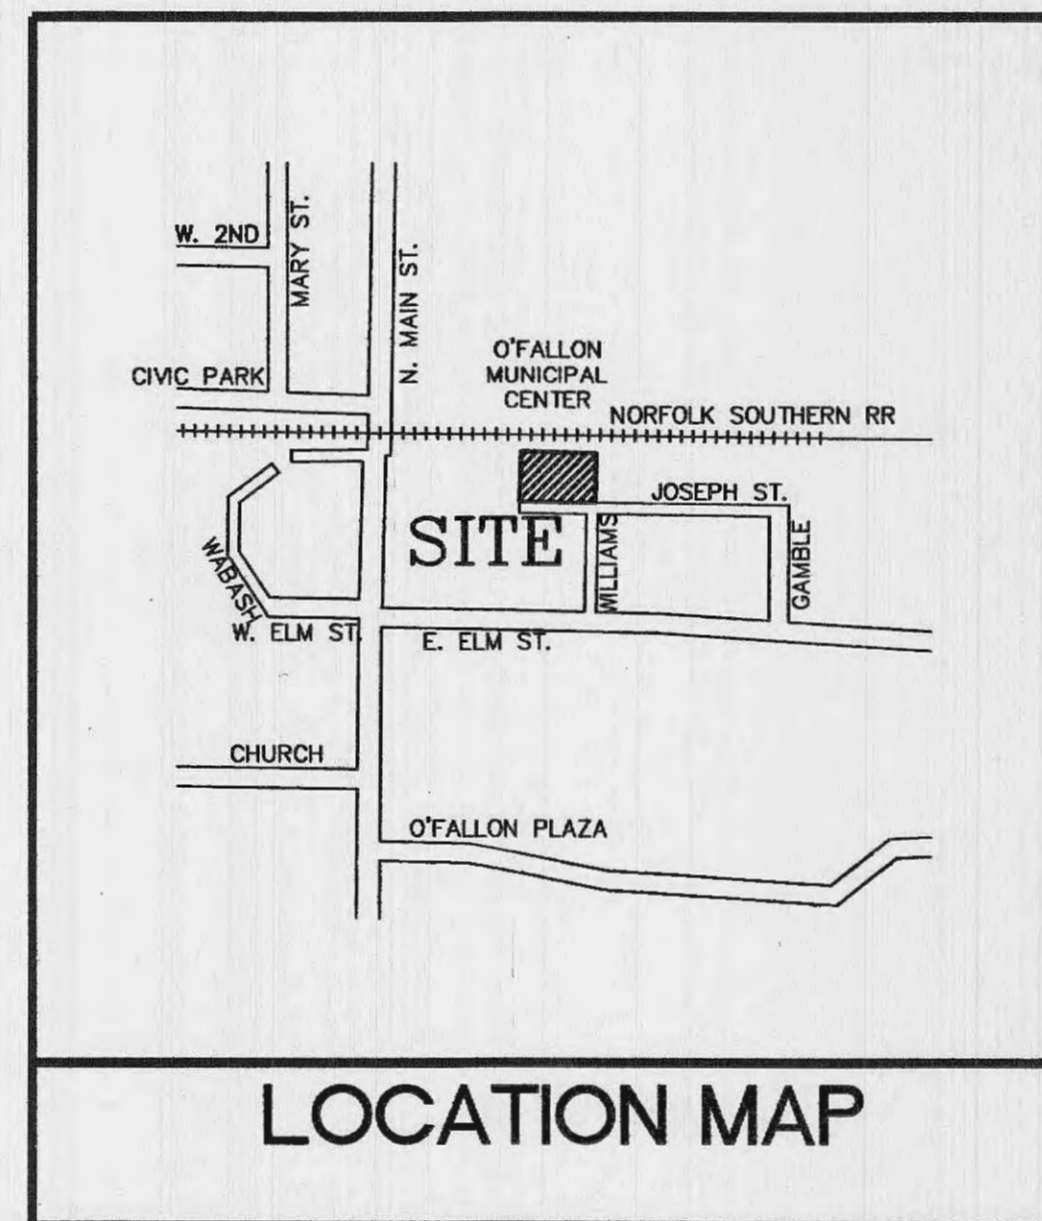 W. 2ND
MARY ST.
N. MAIN ST.
CIVIC PARK
O'FALLON
MUNICIPAL
CENTER
NORFOLK SOUTHERN RR
JOSEPH ST.
SITE
WILLIAMS
GAMBLE
WABASH
W. ELM ST.
E. ELM ST.
CHURCH
O'FALLON PLAZA
LOCATION MAP